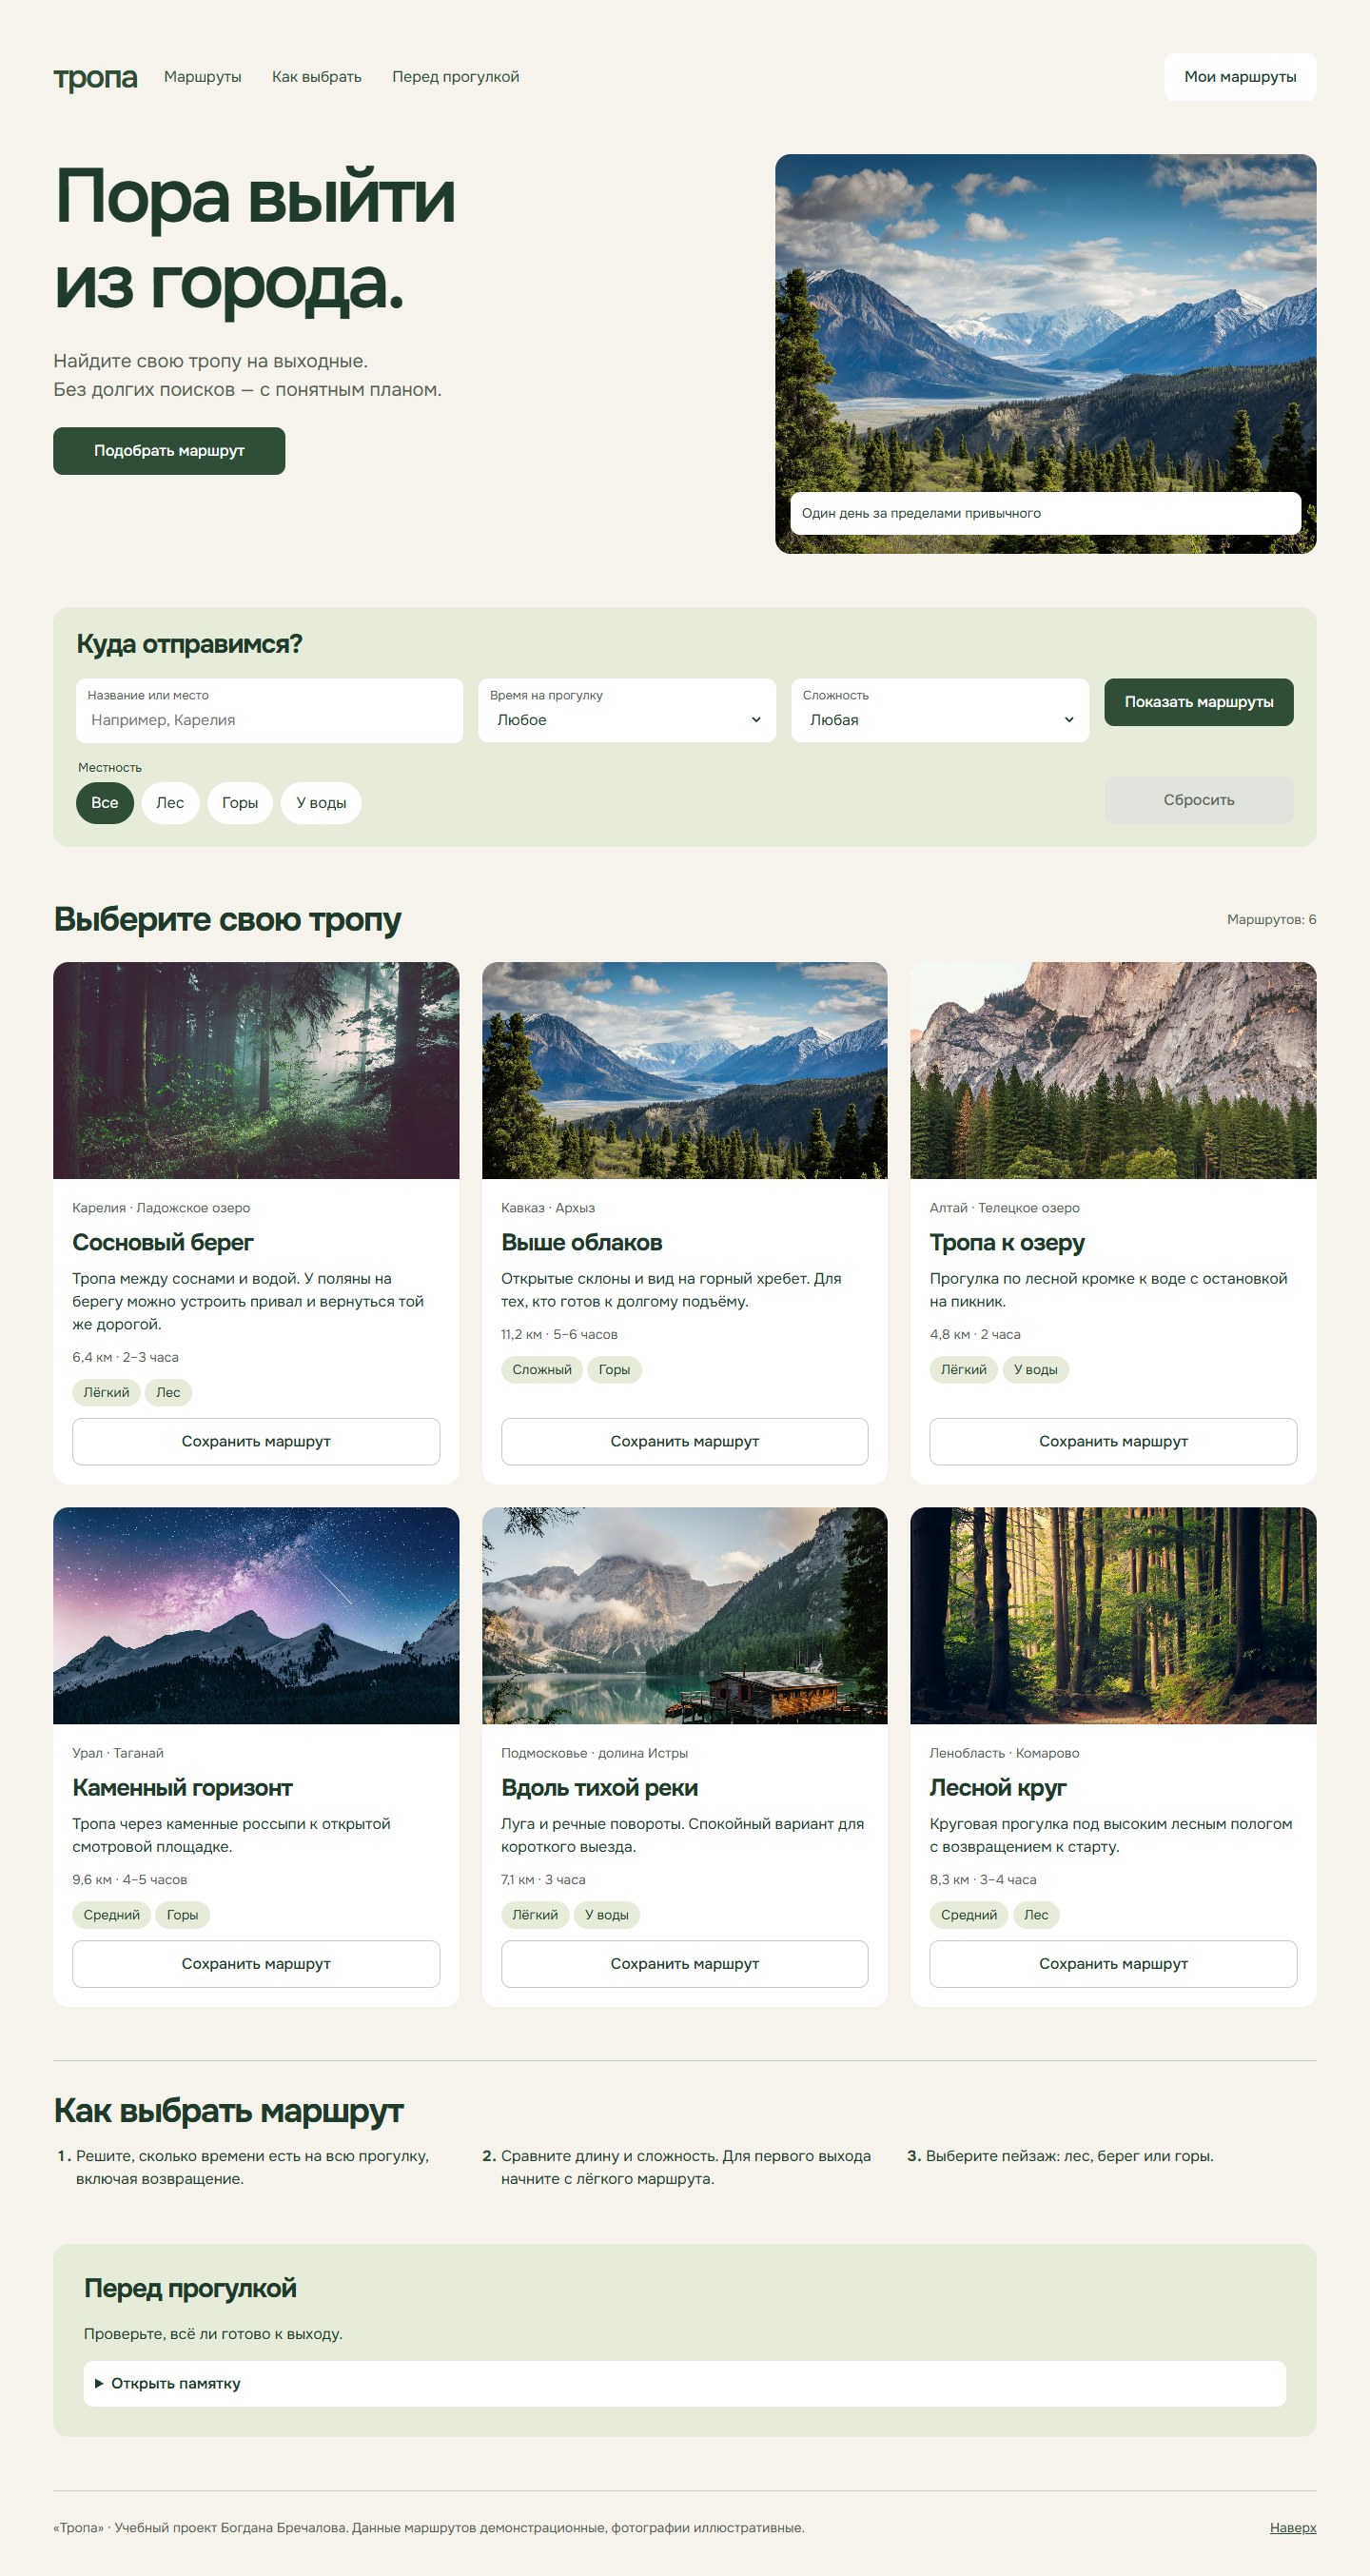 тропа
Маршруты
Как выбрать
Перед прогулкой
Мои маршруты
Пора выйти
из города.
Найдите свою тропу на выходные.
Без долгих поисков — с понятным планом.
Подобрать маршрут
Один день за пределами привычного
Куда отправимся?
Название или место
Например, Карелия
Время на прогулку
Любое
Сложность
Любая
Показать маршруты
Местность
Все
Лес
Горы
У воды
Сбросить
Выберите свою тропу
Маршрутов: 6
Карелия · Ладожское озеро
Сосновый берег
Тропа между соснами и водой. У поляны на
берегу можно устроить привал и вернуться той
же дорогой.
6,4 км · 2–3 часа
Лёгкий
Лес
Сохранить маршрут
Кавказ · Архыз
Выше облаков
Открытые склоны и вид на горный хребет. Для
тех, кто готов к долгому подъёму.
11,2 км · 5–6 часов
Сложный
Горы
Сохранить маршрут
Алтай · Телецкое озеро
Тропа к озеру
Прогулка по лесной кромке к воде с остановкой
на пикник.
4,8 км · 2 часа
Лёгкий
У воды
Сохранить маршрут
Урал · Таганай
Каменный горизонт
Тропа через каменные россыпи к открытой
смотровой площадке.
9,6 км · 4–5 часов
Средний
Горы
Сохранить маршрут
Подмосковье · долина Истры
Вдоль тихой реки
Луга и речные повороты. Спокойный вариант для
короткого выезда.
7,1 км · 3 часа
Лёгкий
У воды
Сохранить маршрут
Ленобласть · Комарово
Лесной круг
Круговая прогулка под высоким лесным пологом
с возвращением к старту.
8,3 км · 3–4 часа
Средний
Лес
Сохранить маршрут
Как выбрать маршрут
1. Решите, сколько времени есть на всю прогулку,
включая возвращение.
2. Сравните длину и сложность. Для первого выхода
начните с лёгкого маршрута.
3. Выберите пейзаж: лес, берег или горы.
Перед прогулкой
Проверьте, всё ли готово к выходу.
Открыть памятку
«Тропа» · Учебный проект Богдана Бречалова. Данные маршрутов демонстрационные, фотографии иллюстративные.
Наверх